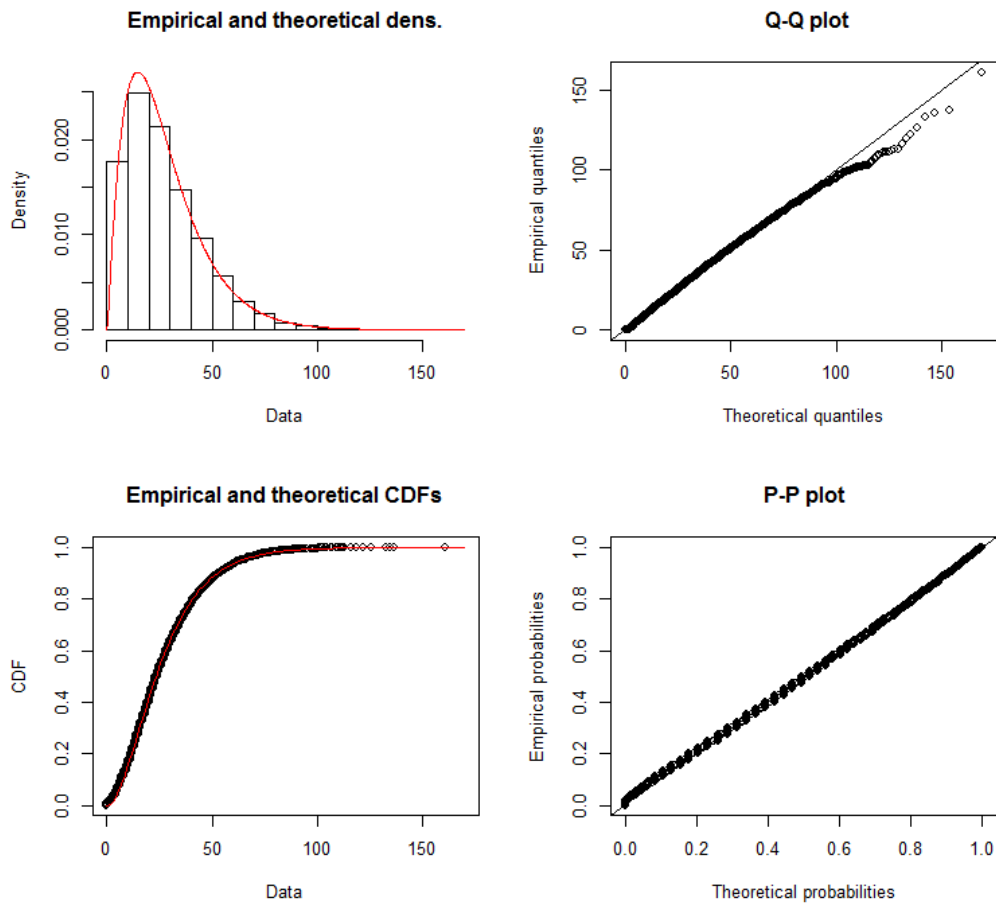 Empirical and theoretical dens.
Density
0.000
0.010
0.020
0 50 100 150
Data
Q-Q plot
Empirical quantiles
0
50
100
150
0 50 100 150
Theoretical quantiles
Empirical and theoretical CDFs
CDF
0.0
0.2
0.4
0.6
0.8
1.0
0 50 100 150
Data
P-P plot
Empirical probabilities
0.0
0.2
0.4
0.6
0.8
1.0
0.0 0.2 0.4 0.6 0.8 1.0
Theoretical probabilities